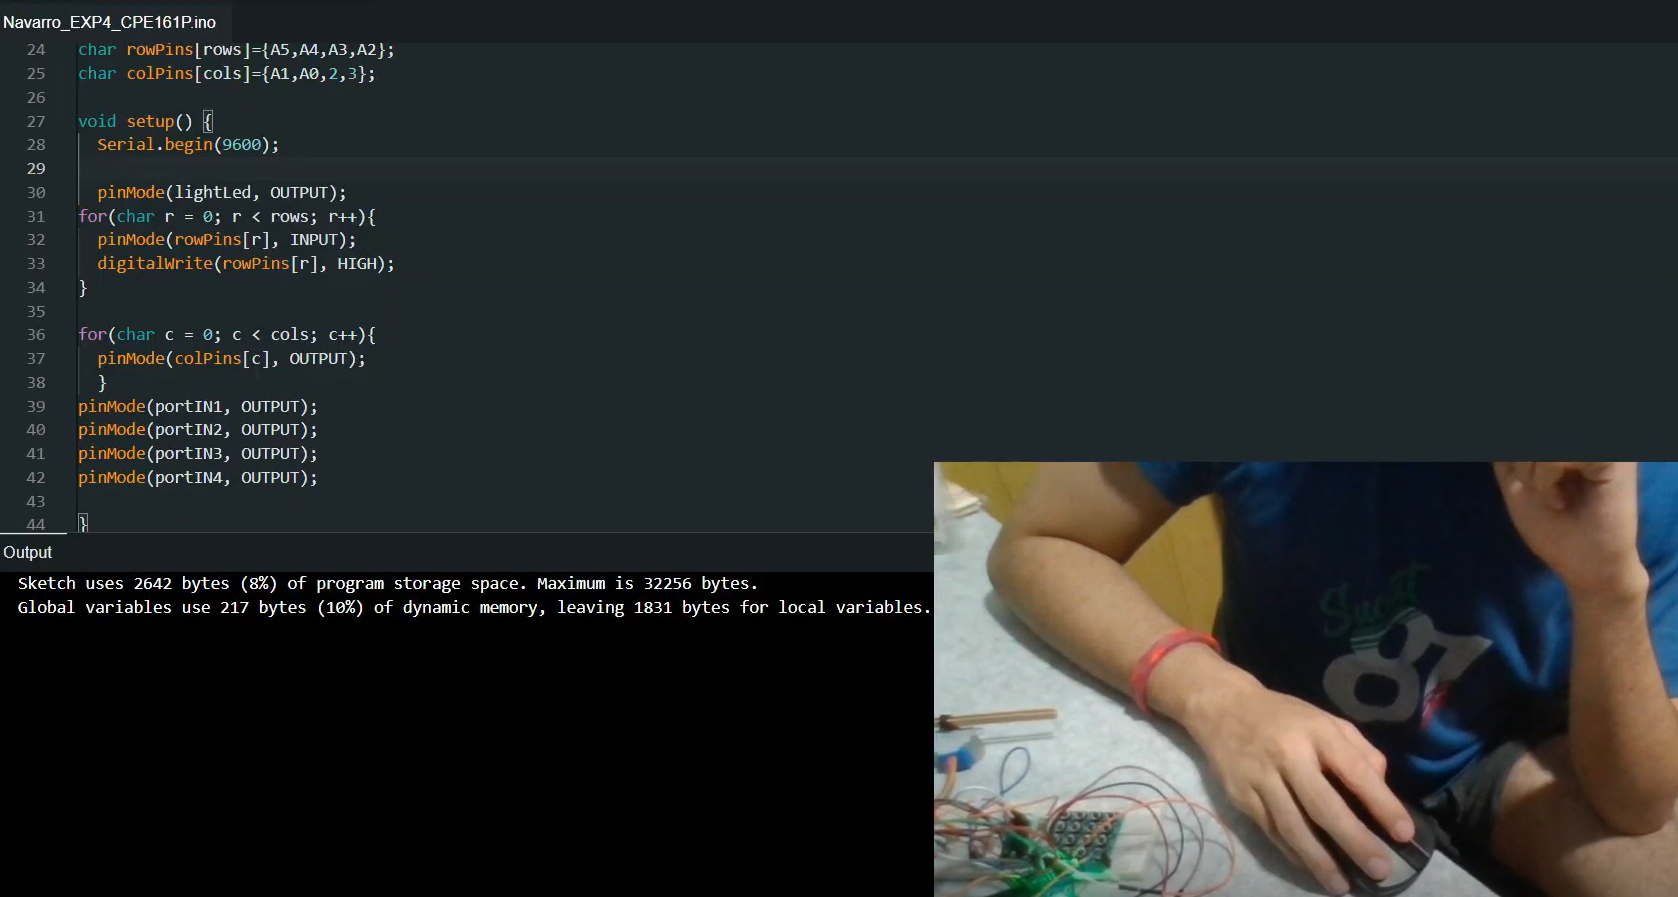 Navarro_EXP4_CPE161P.ino
24 char rowPins[rows]={A5,A4,A3,A2};
25 char colPins[cols]={A1,A0,2,3};
26
27 void setup() {
28 Serial.begin(9600);
29
30 pinMode(lightLed, OUTPUT);
31 for(char r = 0; r < rows; r++){
32 pinMode(rowPins[r], INPUT);
33 digitalWrite(rowPins[r], HIGH);
34 }
35
36 for(char c = 0; c < cols; c++){
37 pinMode(colPins[c], OUTPUT);
38 }
39 pinMode(portIN1, OUTPUT);
40 pinMode(portIN2, OUTPUT);
41 pinMode(portIN3, OUTPUT);
42 pinMode(portIN4, OUTPUT);
43
44 }
Output
Sketch uses 2642 bytes (8%) of program storage space. Maximum is 32256 bytes.
Global variables use 217 bytes (10%) of dynamic memory, leaving 1831 bytes for local variables.
87